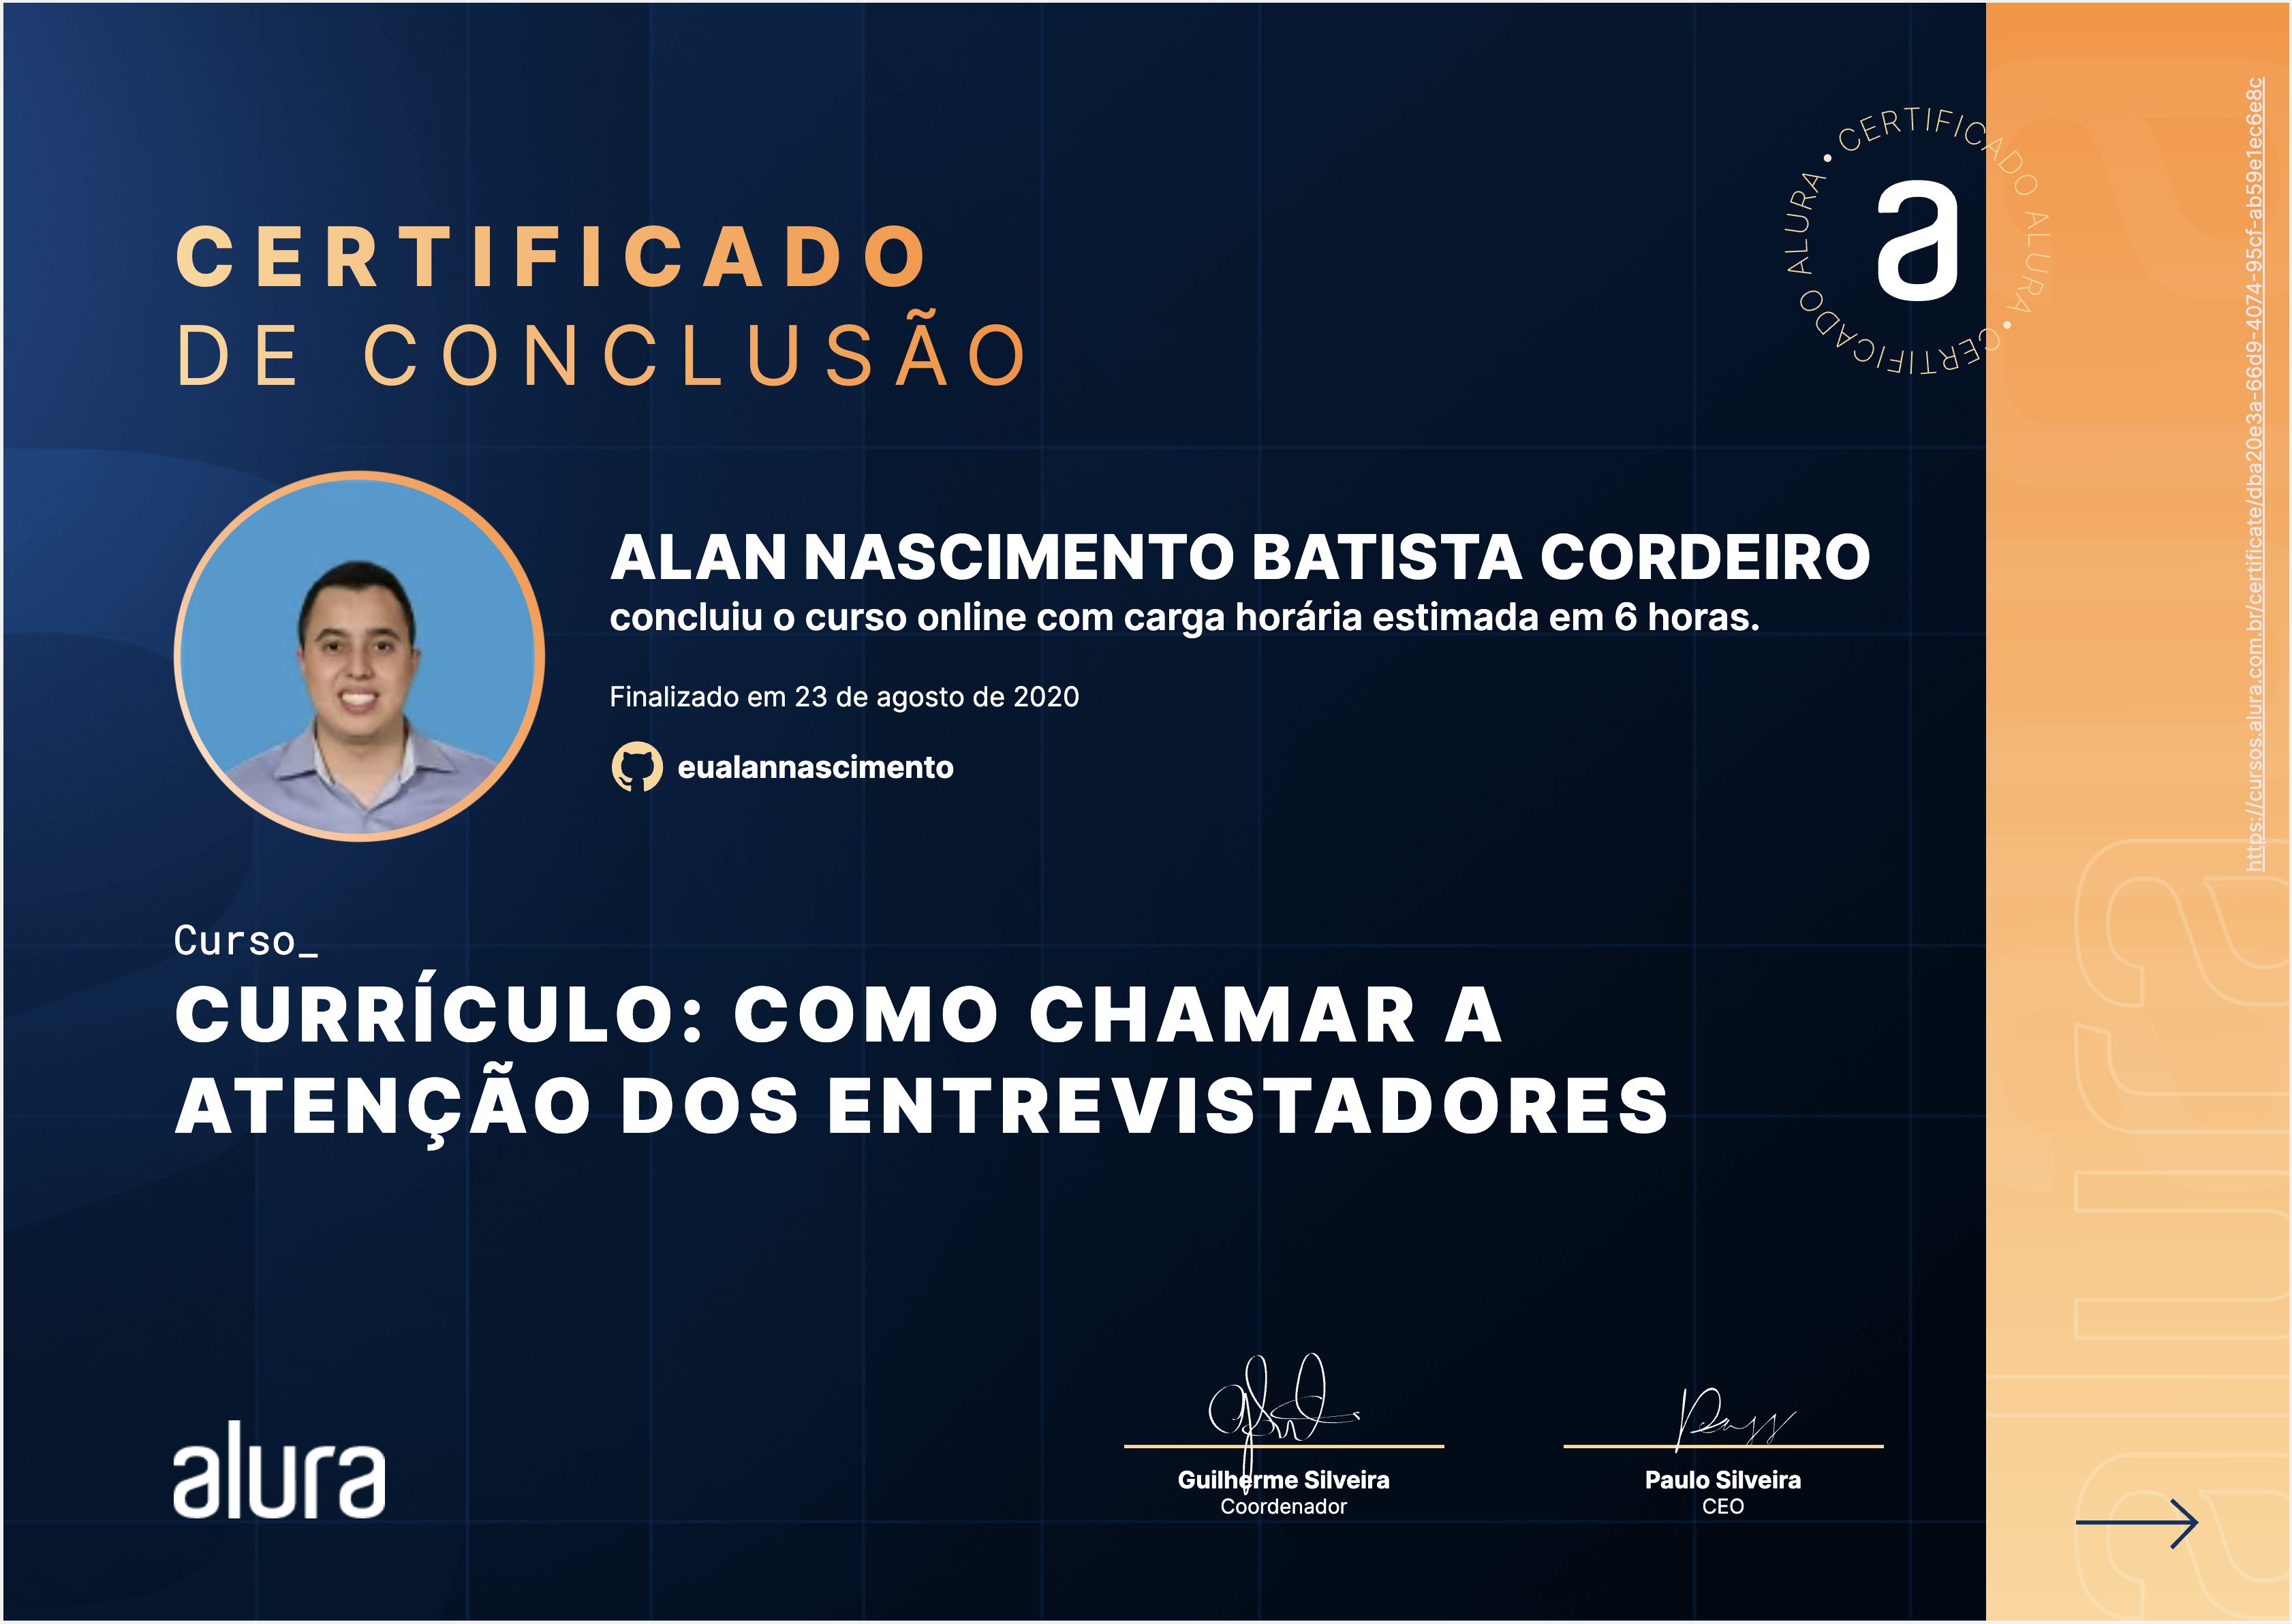 CERTIFICADO
DE CONCLUSÃO
CERTIFICADO ALURA • CERTIFICADO ALURA •
a
https://cursos.alura.com.br/certificate/dba20e3a-66d9-4074-95cf-ab59e1ec6e8c
ALAN NASCIMENTO BATISTA CORDEIRO
concluiu o curso online com carga horária estimada em 6 horas.
Finalizado em 23 de agosto de 2020
eualannascimento
Curso_
CURRÍCULO: COMO CHAMAR A
ATENÇÃO DOS ENTREVISTADORES
alura
Guilherme Silveira
Coordenador
Paulo Silveira
CEO
alura